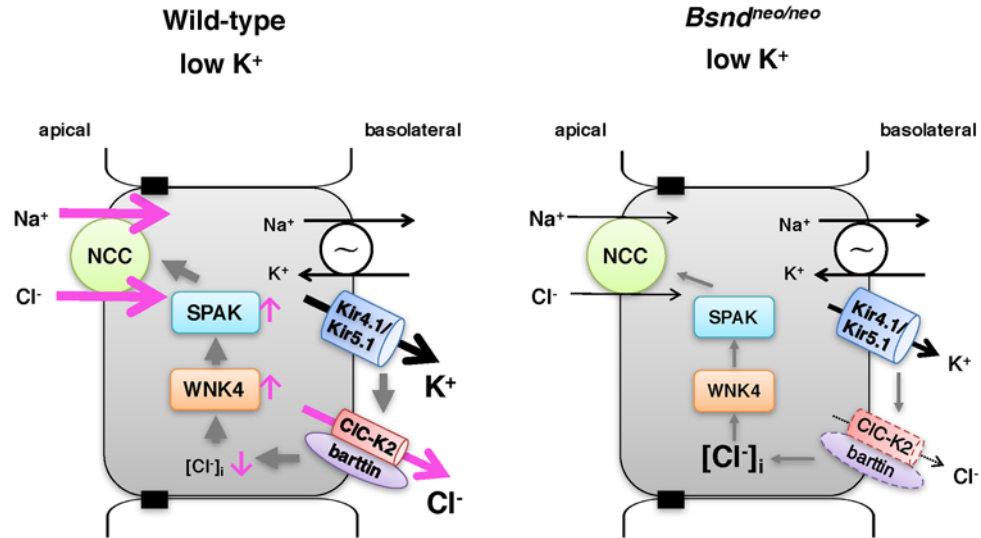 Wild-type
low K⁺
apical
basolateral
Na⁺
NCC
Cl⁻
Na⁺
~
K⁺
SPAK
Kir4.1/
Kir5.1
K⁺
WNK4
ClC-K2
barttin
[Cl⁻]ᵢ
Cl⁻
Bsndⁿᵉᵒ/ⁿᵉᵒ
low K⁺
apical
basolateral
Na⁺
NCC
Cl⁻
Na⁺
~
K⁺
SPAK
Kir4.1/
Kir5.1
K⁺
WNK4
ClC-K2
barttin
[Cl⁻]ᵢ
Cl⁻